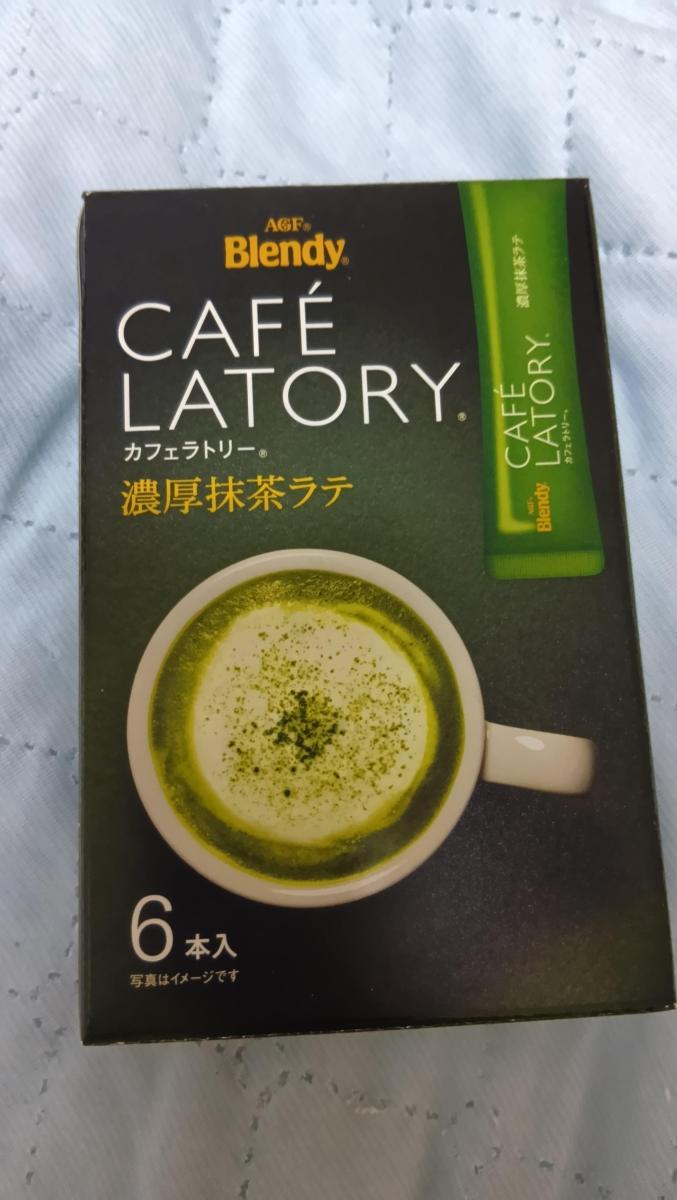 AGF®
Blendy®
CAFÉ
LATORY®
カフェラトリー®
濃厚抹茶ラテ
濃厚抹茶ラテ
CAFÉ
LATORY®
カフェラトリー®
AGF®
Blendy®
6本入
写真はイメージです